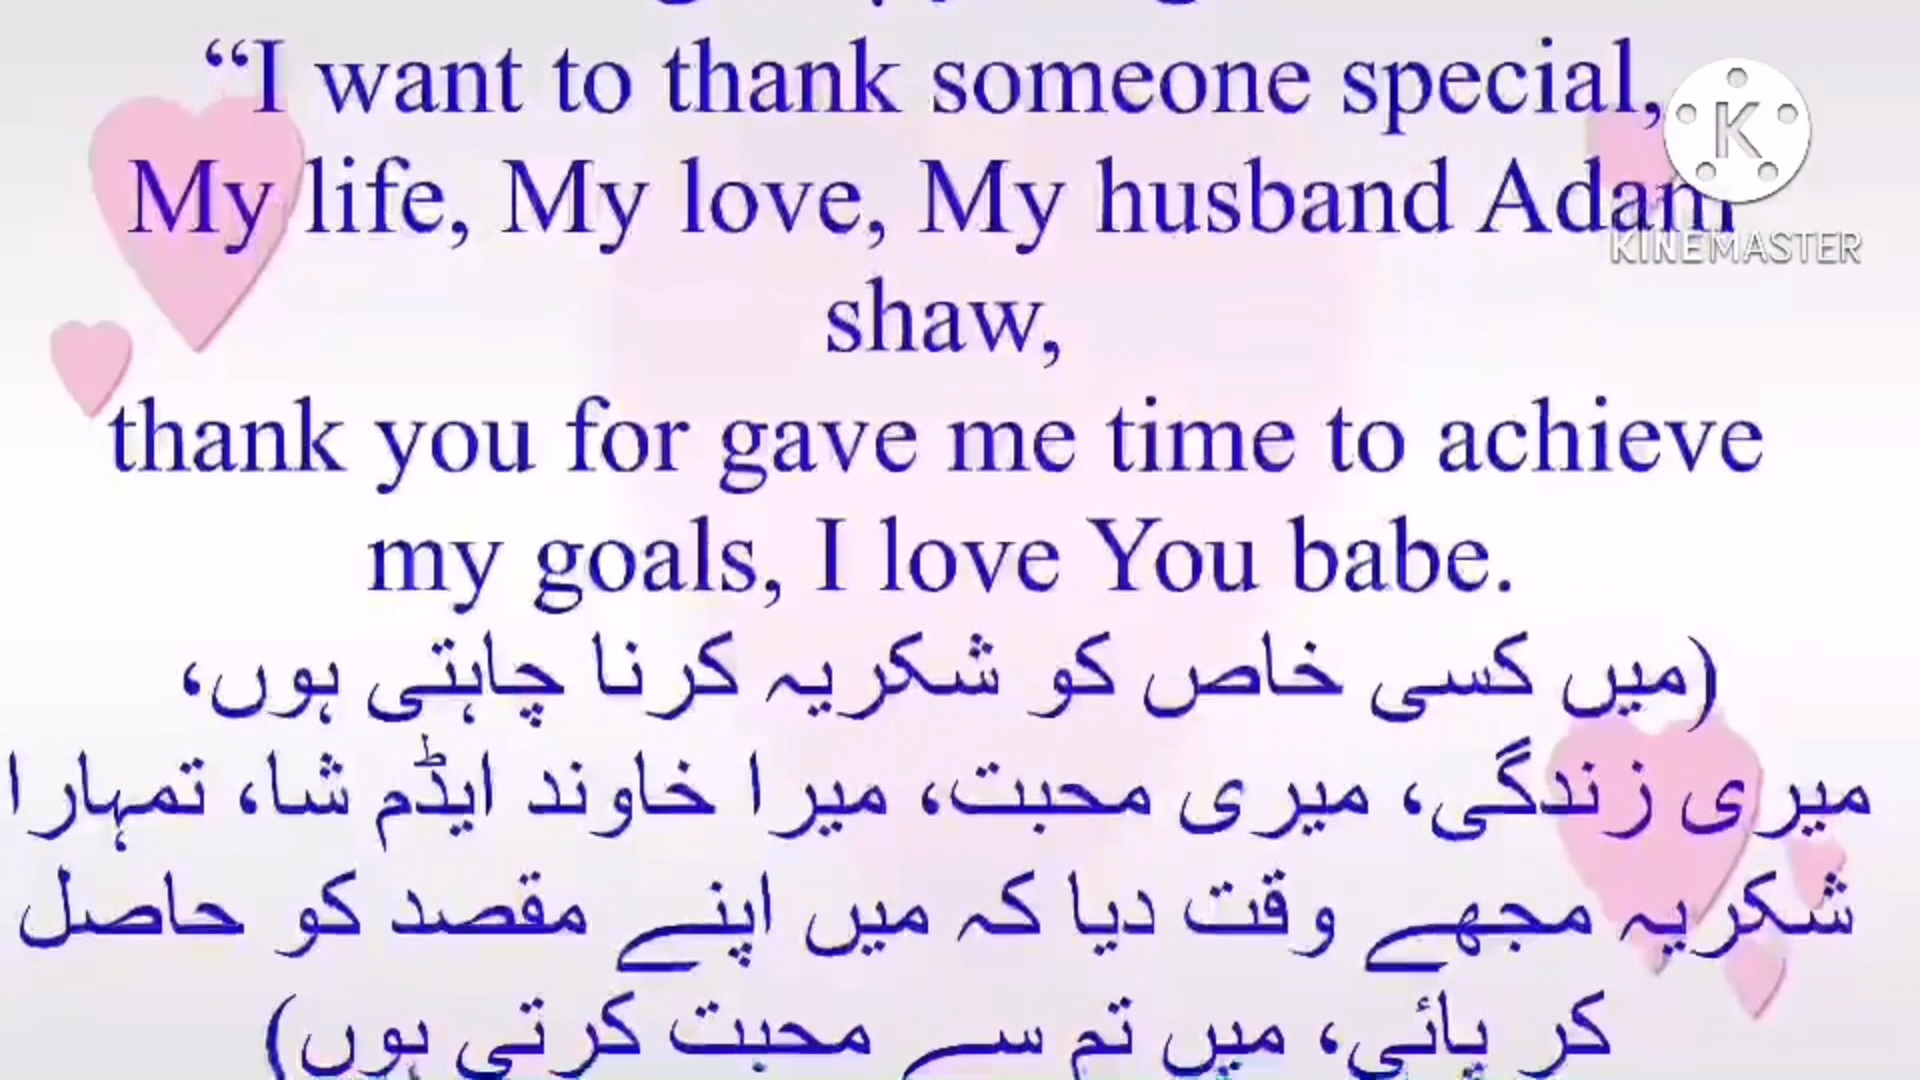 “I want to thank someone special,
My life, My love, My husband Adam
shaw,
thank you for gave me time to achieve
my goals, I love You babe.
(میں کسی خاص کو شکریہ کرنا چاہتی ہوں،
میری زندگی، میری محبت، میرا خاوند ایڈم شا، تمہارا
شکریہ مجھے وقت دیا کہ میں اپنے مقصد کو حاصل
کر پائی، میں تم سے محبت کرتی ہوں)
K
KINEMASTER